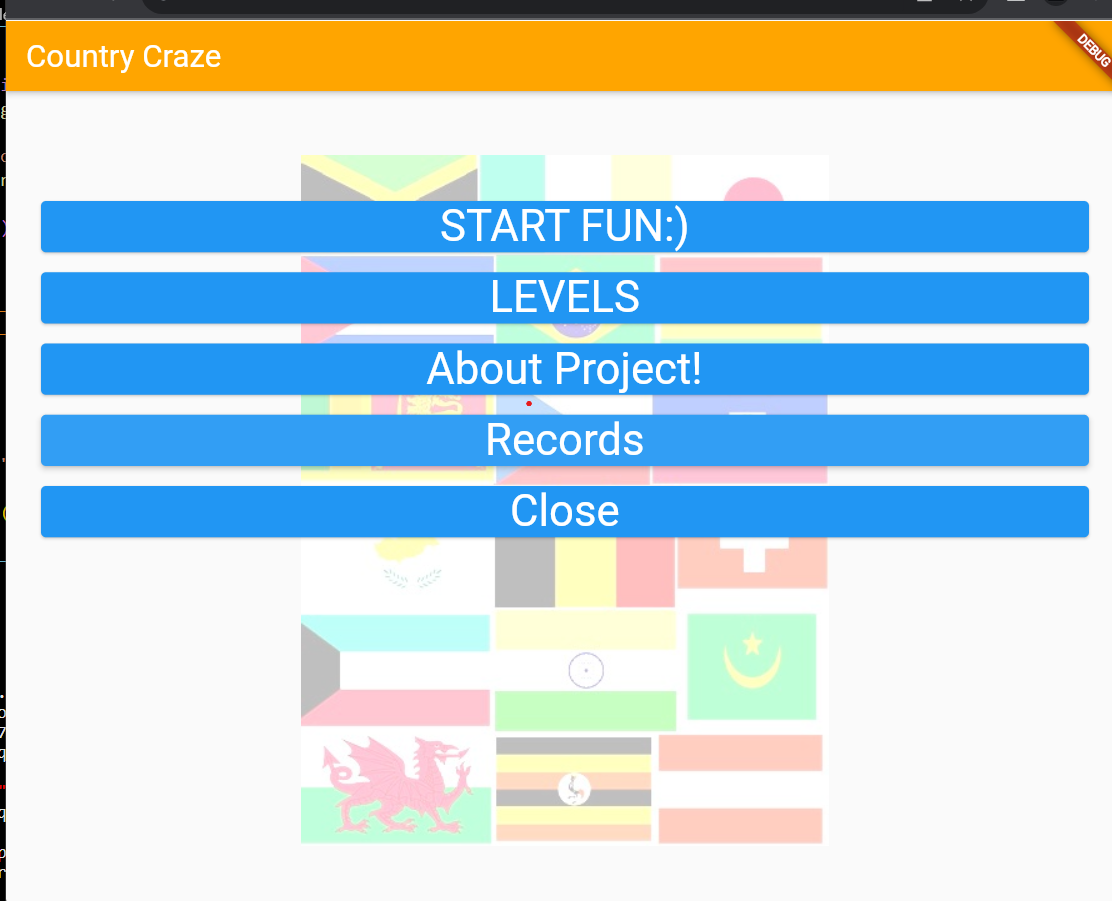 Country Craze
DEBUG
START FUN:)
LEVELS
About Project!
Records
Close